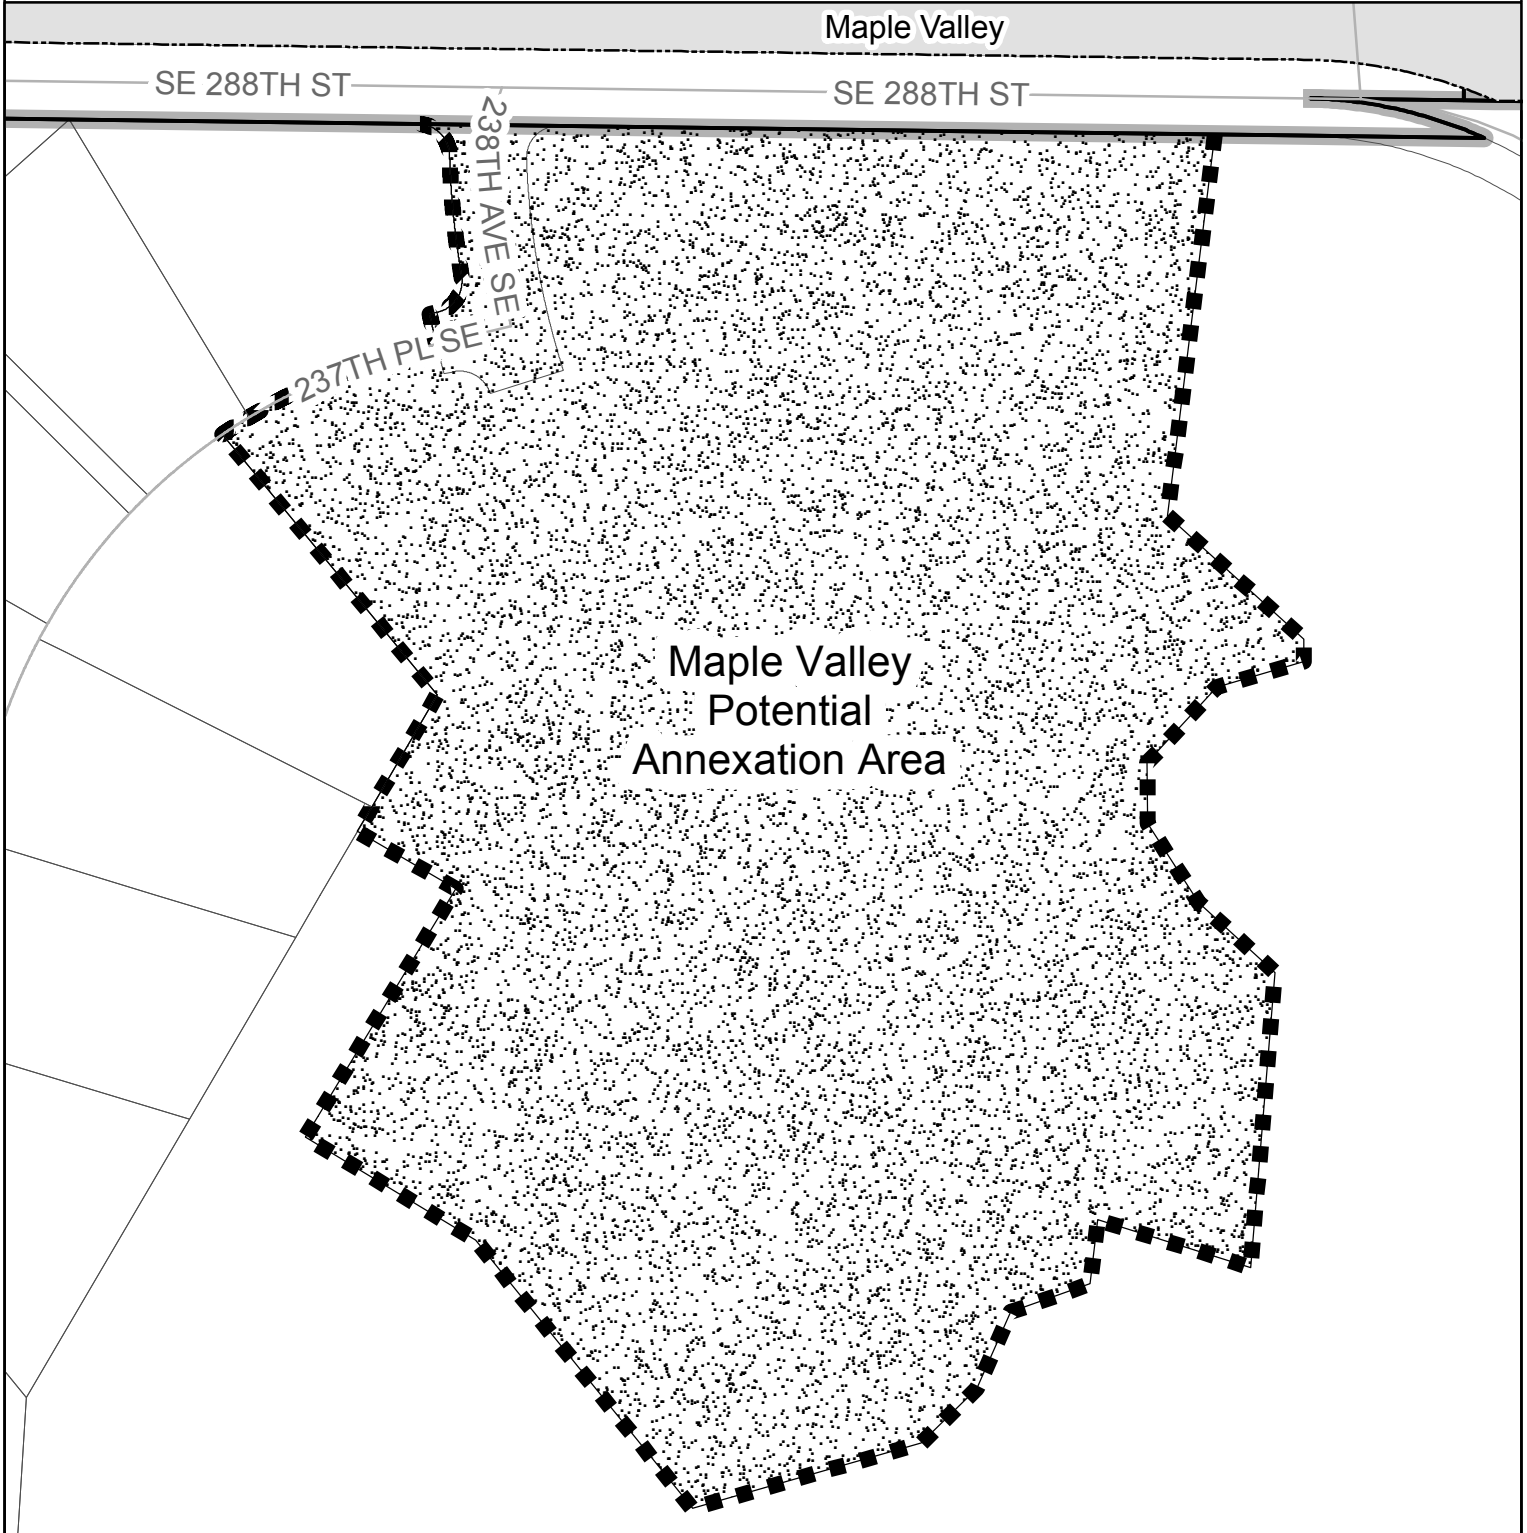 Maple Valley
SE 288TH ST
SE 288TH ST
238TH AVE SE
237TH PL SE
Maple Valley
Potential
Annexation Area